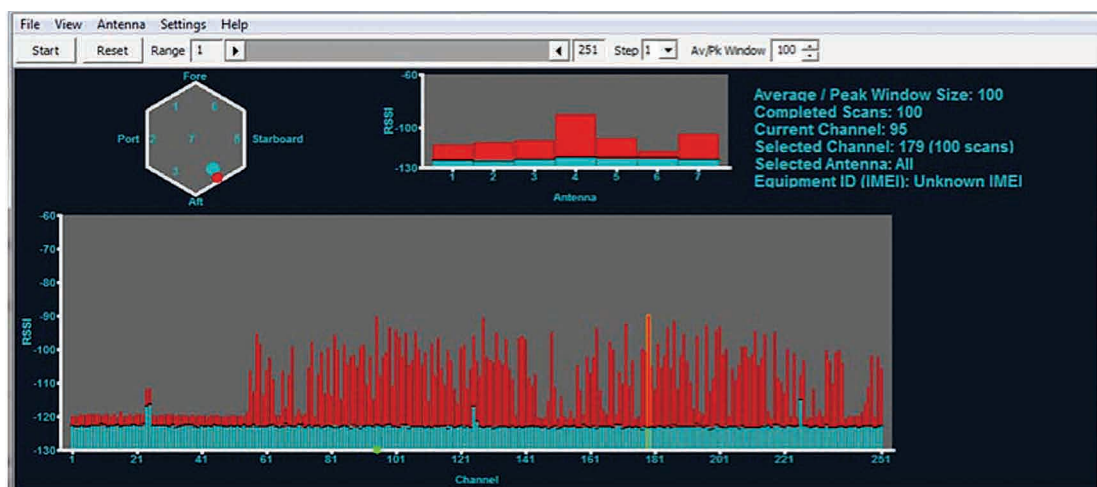 File View Antenna Settings Help
Start Reset Range 1 251 Step 1 Av/Pk Window 100
Fore
1 6
Port 2 7 5 Starboard
3
Aft
-60
-100
-130
RSSI
1 2 3 4 5 6 7
Antenna
Average / Peak Window Size: 100
Completed Scans: 100
Current Channel: 95
Selected Channel: 179 (100 scans)
Selected Antenna: All
Equipment ID (IMEI): Unknown IMEI
-60
-70
-80
-90
-100
-110
-120
-130
RSSI
1 21 41 61 81 101 121 141 161 181 201 221 251
Channel